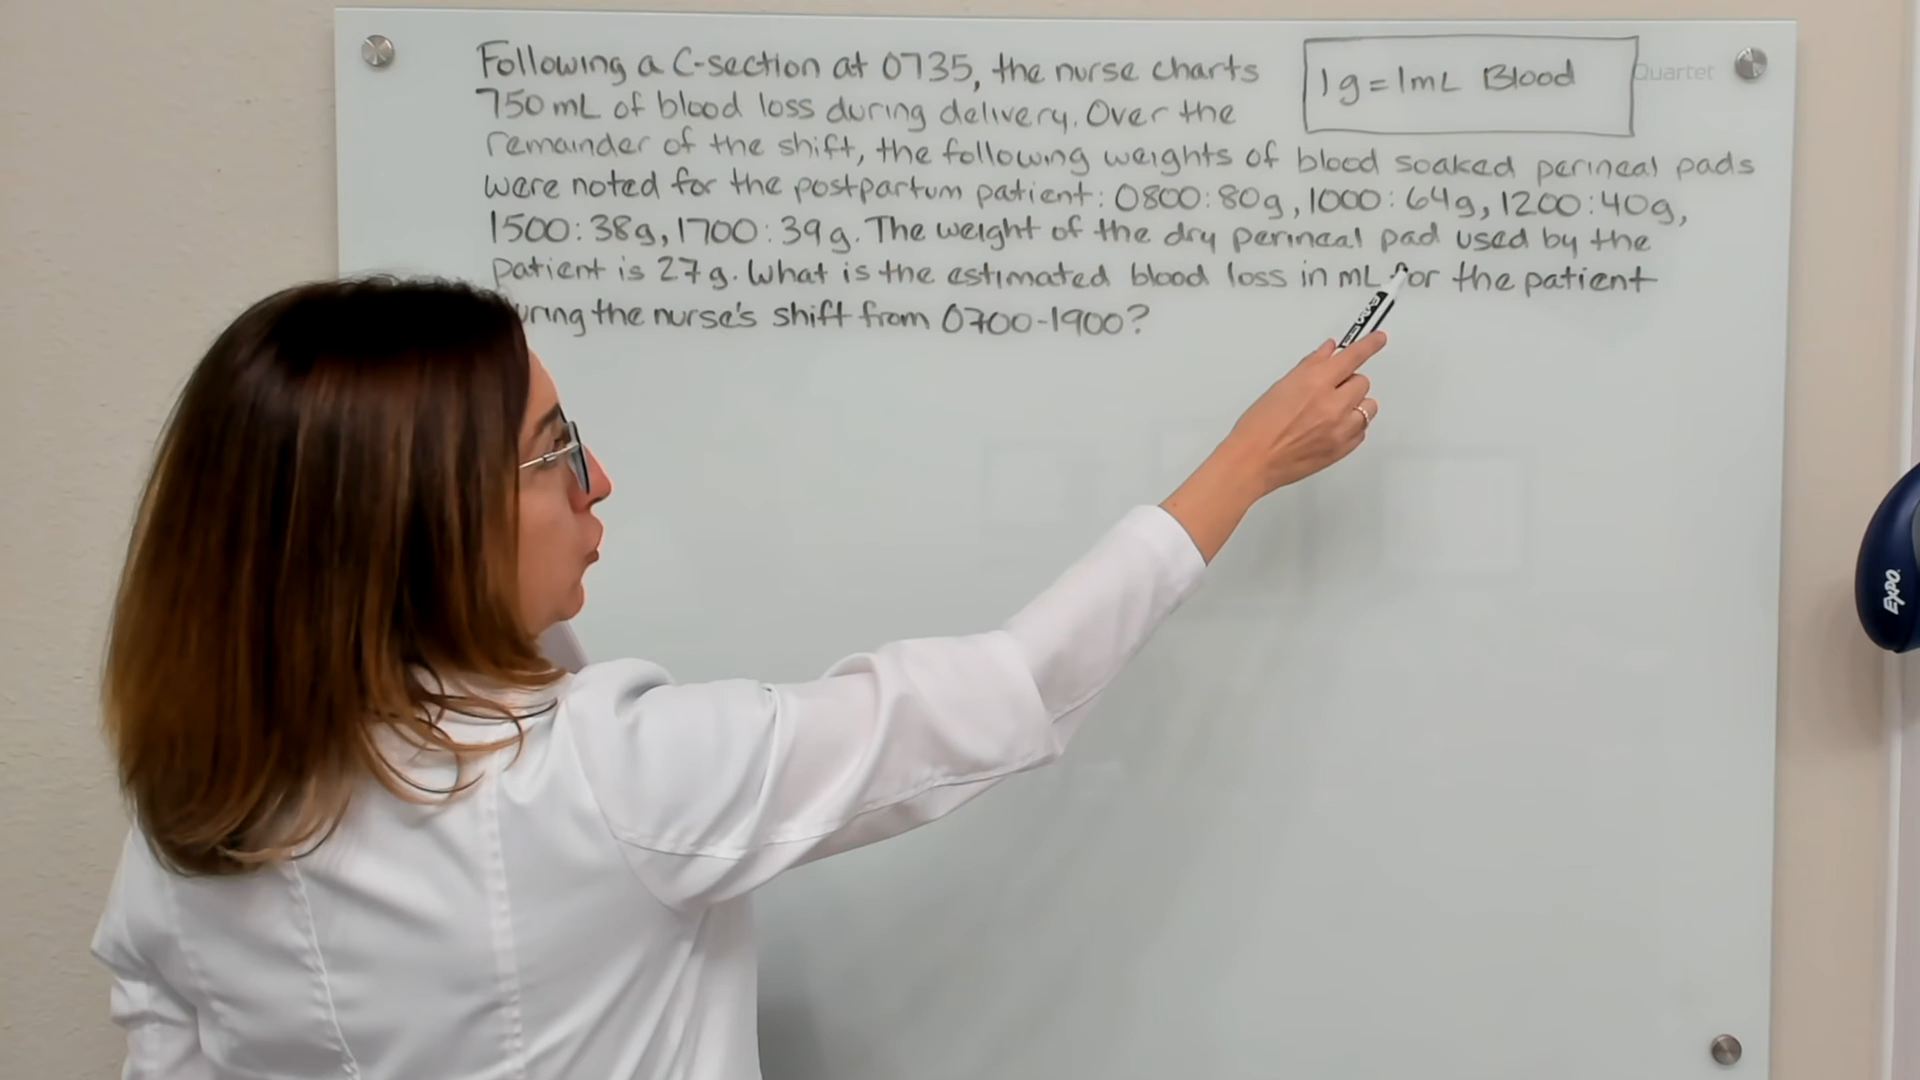 Following a C-section at 0735, the nurse charts
750 mL of blood loss during delivery. Over the
remainder of the shift, the following weights of blood soaked perineal pads
were noted for the postpartum patient: 0800: 80g, 1000: 64g, 1200: 40g,
1500: 38g, 1700: 39g. The weight of the dry perineal pad used by the
patient is 27g. What is the estimated blood loss in mL for the patient
the nurse's shift from 0700-1900?
1g = 1mL Blood
Quartet
EXPO
EXPO